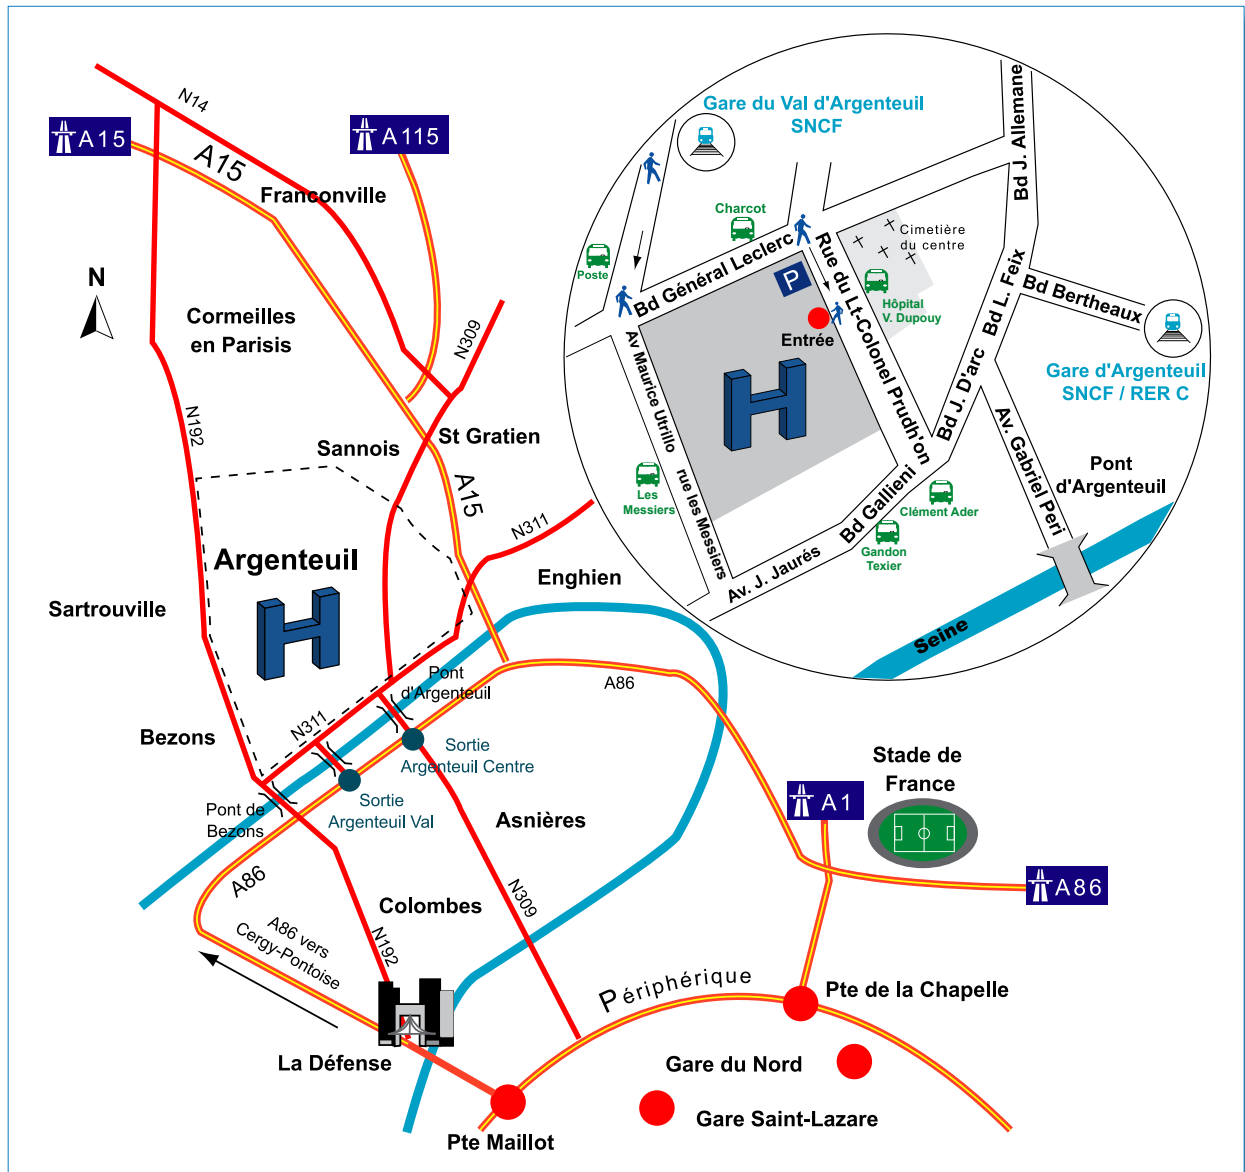 N14
A15
A115
A15
Franconville
N
Cormeilles
en Parisis
N309
N192
St Gratien
Sannois
A15
N311
Argenteuil
Enghien
Sartrouville
Pont
d'Argenteuil
A86
N311
Bezons
Sortie
Argenteuil Centre
Sortie
Argenteuil Val
Pont de
Bezons
Asnières
Stade de
France
A1
A86
A86
Colombes
N309
A86 vers
Cergy-Pontoise
N192
Périphérique
Pte de la Chapelle
La Défense
Gare du Nord
Gare Saint-Lazare
Pte Maillot
Gare du Val d'Argenteuil
SNCF
Bd J. Allemane
Charcot
Poste
Bd Général Leclerc
P
Cimetière
du centre
Rue du Lt-Colonel Prudh'on
Hôpital
V. Dupouy
Bd L. Feix
Bd Bertheaux
Entrée
Av Maurice Utrillo
rue les Messiers
Gare d'Argenteuil
SNCF / RER C
Bd J. D'arc
Av. Gabriel Peri
Pont
d'Argenteuil
Les
Messiers
Clément Ader
Bd Gallieni
Gandon
Texier
Av. J. Jaurés
Seine